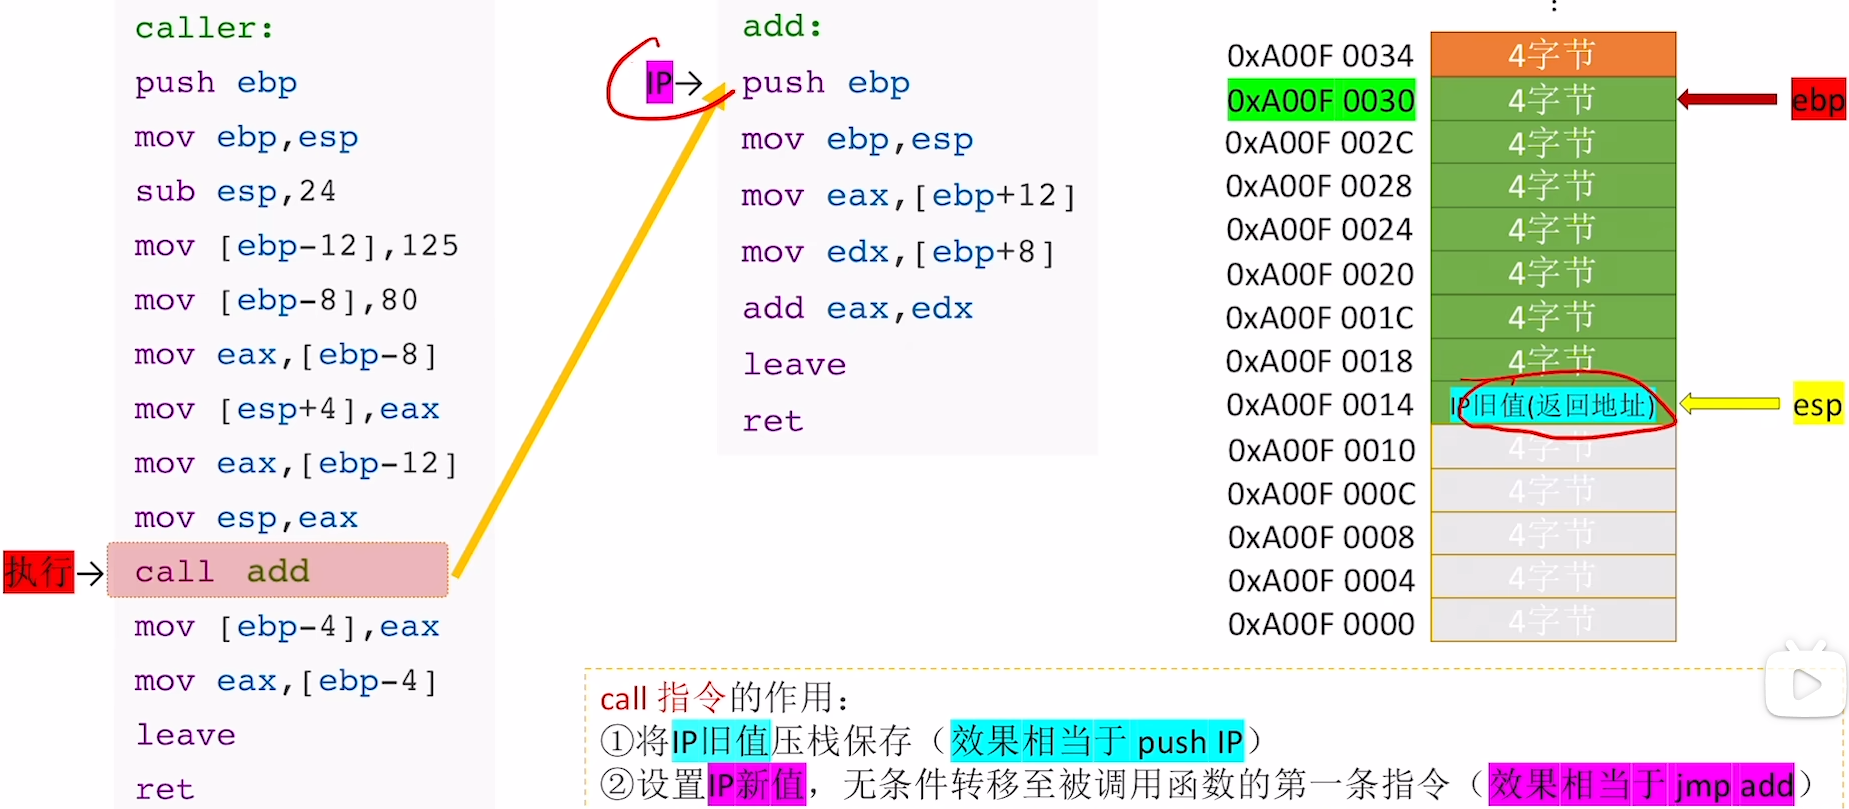 caller:
push ebp
mov ebp,esp
sub esp,24
mov [ebp-12],125
mov [ebp-8],80
mov eax,[ebp-8]
mov [esp+4],eax
mov eax,[ebp-12]
mov esp,eax
执行→ call add
mov [ebp-4],eax
mov eax,[ebp-4]
leave
ret
add:
IP→ push ebp
mov ebp,esp
mov eax,[ebp+12]
mov edx,[ebp+8]
add eax,edx
leave
ret
⋮
0xA00F 0034 4字节
0xA00F 0030 4字节 ebp
0xA00F 002C 4字节
0xA00F 0028 4字节
0xA00F 0024 4字节
0xA00F 0020 4字节
0xA00F 001C 4字节
0xA00F 0018 4字节
0xA00F 0014 IP旧值(返回地址) esp
0xA00F 0010 4字节
0xA00F 000C 4字节
0xA00F 0008 4字节
0xA00F 0004 4字节
0xA00F 0000 4字节
call 指令的作用：
①将IP旧值压栈保存（效果相当于 push IP）
②设置IP新值，无条件转移至被调用函数的第一条指令（效果相当于 jmp add）